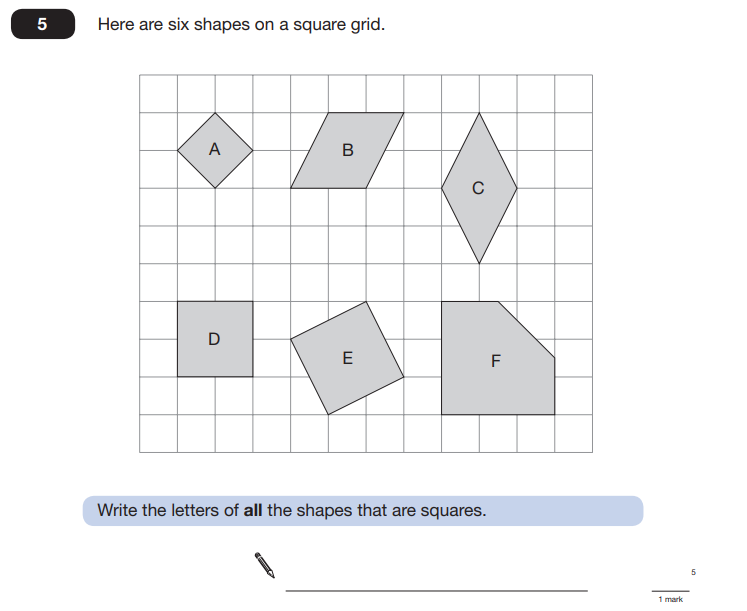 5
Here are six shapes on a square grid.
A
B
C
D
E
F
Write the letters of all the shapes that are squares.
5
1 mark